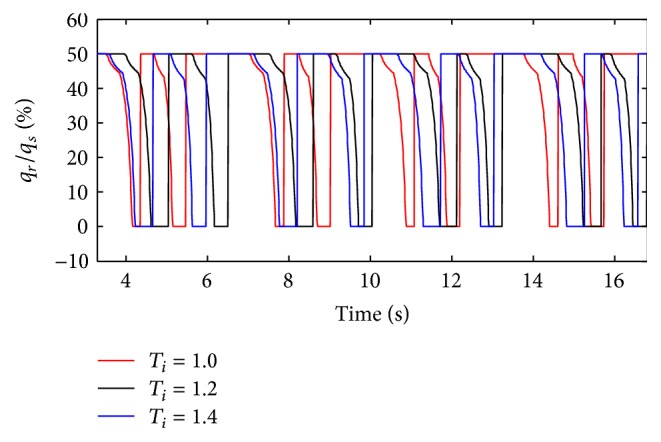 60
50
40
30
20
10
0
−10
q_r/q_s (%)
4 6 8 10 12 14 16
Time (s)
T_i = 1.0
T_i = 1.2
T_i = 1.4